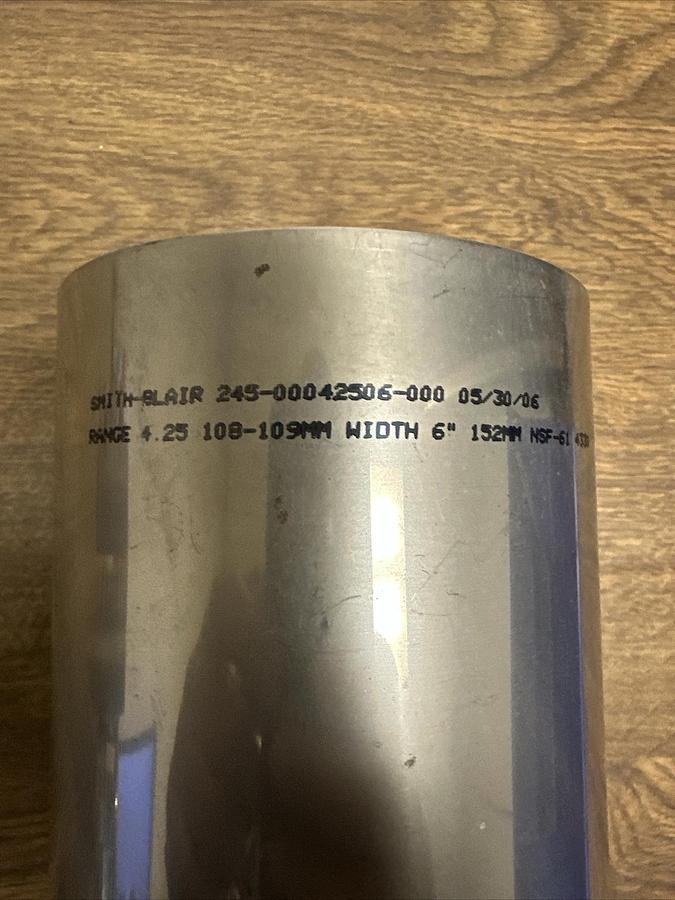 SMITH-BLAIR 245-00042506-000 05/30/06
RANGE 4.25 108-109MM WIDTH 6" 152MM NSF-61